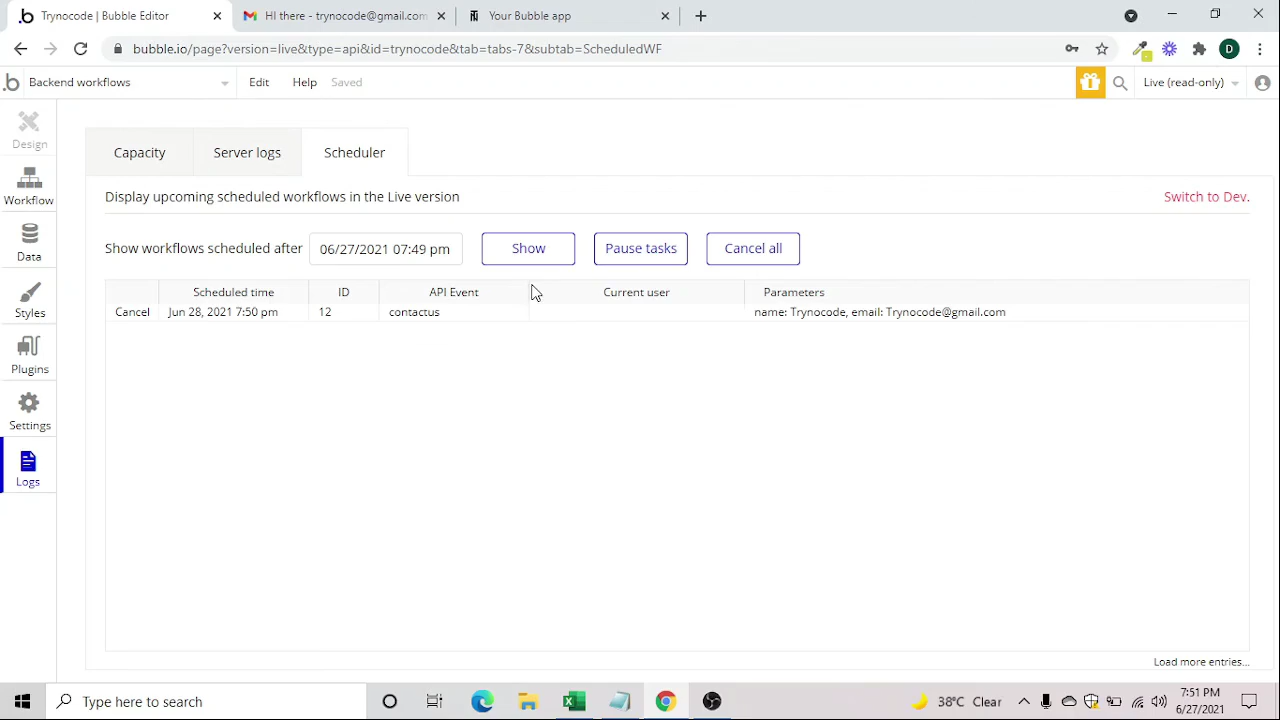 Trynocode | Bubble Editor
HI there - trynocode@gmail.com
Your Bubble app
bubble.io/page?version=live&type=api&id=trynocode&tab=tabs-7&subtab=ScheduledWF
D
Backend workflows
Edit
Help
Saved
Live (read-only)
Design
Workflow
Data
Styles
Plugins
Settings
Logs
Capacity
Server logs
Scheduler
Display upcoming scheduled workflows in the Live version
Switch to Dev.
Show workflows scheduled after
06/27/2021 07:49 pm
Show
Pause tasks
Cancel all
Scheduled time ID API Event Current user Parameters
Cancel Jun 28, 2021 7:50 pm 12 contactus name: Trynocode, email: Trynocode@gmail.com
Load more entries...
Type here to search
38°C Clear
7:51 PM
6/27/2021